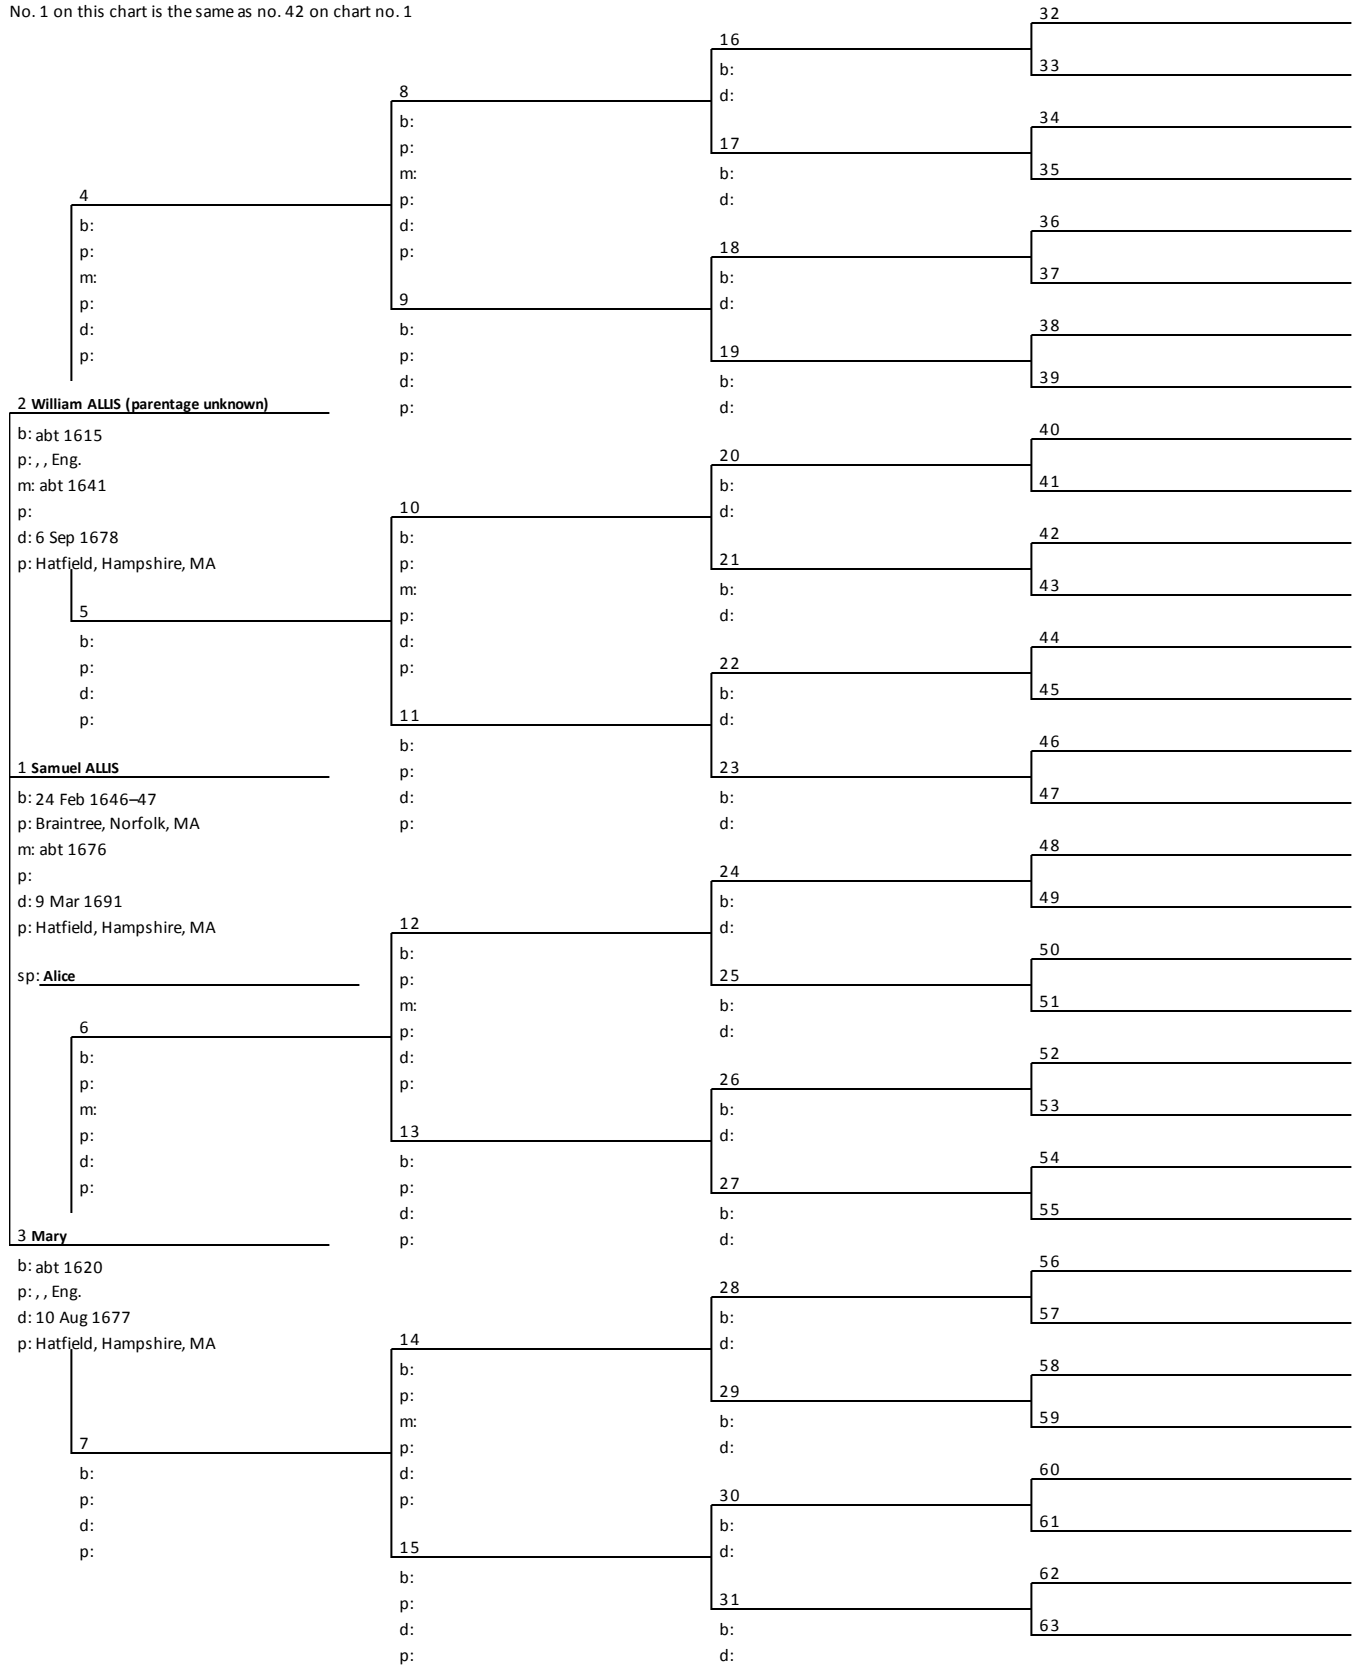 No. 1 on this chart is the same as no. 42 on chart no. 1
4
b:
p:
m:
p:
d:
p:
2 William ALLIS (parentage unknown)
b: abt 1615
p: , , Eng.
m: abt 1641
p:
d: 6 Sep 1678
p: Hatfield, Hampshire, MA
5
b:
p:
d:
p:
1 Samuel ALLIS
b: 24 Feb 1646–47
p: Braintree, Norfolk, MA
m: abt 1676
p:
d: 9 Mar 1691
p: Hatfield, Hampshire, MA
sp: Alice
6
b:
p:
m:
p:
d:
p:
3 Mary
b: abt 1620
p: , , Eng.
d: 10 Aug 1677
p: Hatfield, Hampshire, MA
7
b:
p:
d:
p:
8
b:
p:
m:
p:
d:
p:
9
b:
p:
d:
p:
10
b:
p:
m:
p:
d:
p:
11
b:
p:
d:
p:
12
b:
p:
m:
p:
d:
p:
13
b:
p:
d:
p:
14
b:
p:
m:
p:
d:
p:
15
b:
p:
d:
p:
16
b:
d:
17
b:
d:
18
b:
d:
19
b:
d:
20
b:
d:
21
b:
d:
22
b:
d:
23
b:
d:
24
b:
d:
25
b:
d:
26
b:
d:
27
b:
d:
28
b:
d:
29
b:
d:
30
b:
d:
31
b:
d:
32
33
34
35
36
37
38
39
40
41
42
43
44
45
46
47
48
49
50
51
52
53
54
55
56
57
58
59
60
61
62
63